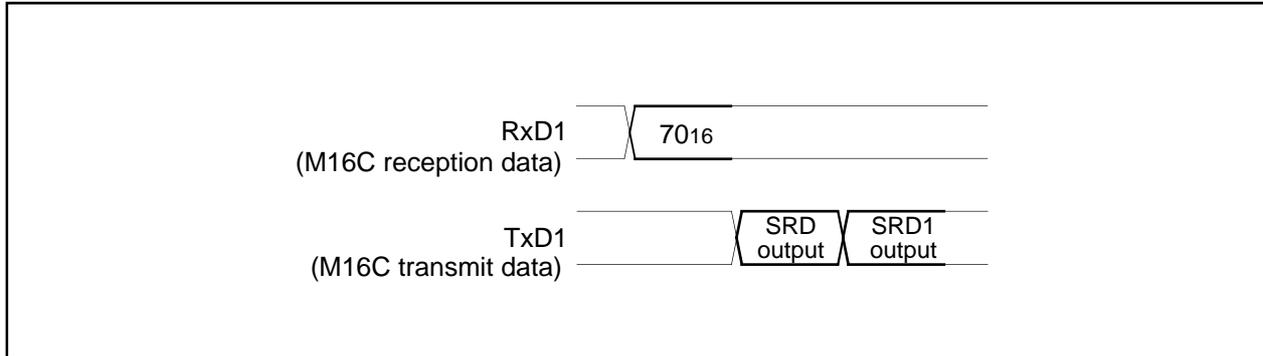 RxD1
(M16C reception data)
7016
TxD1
(M16C transmit data)
SRD
output
SRD1
output